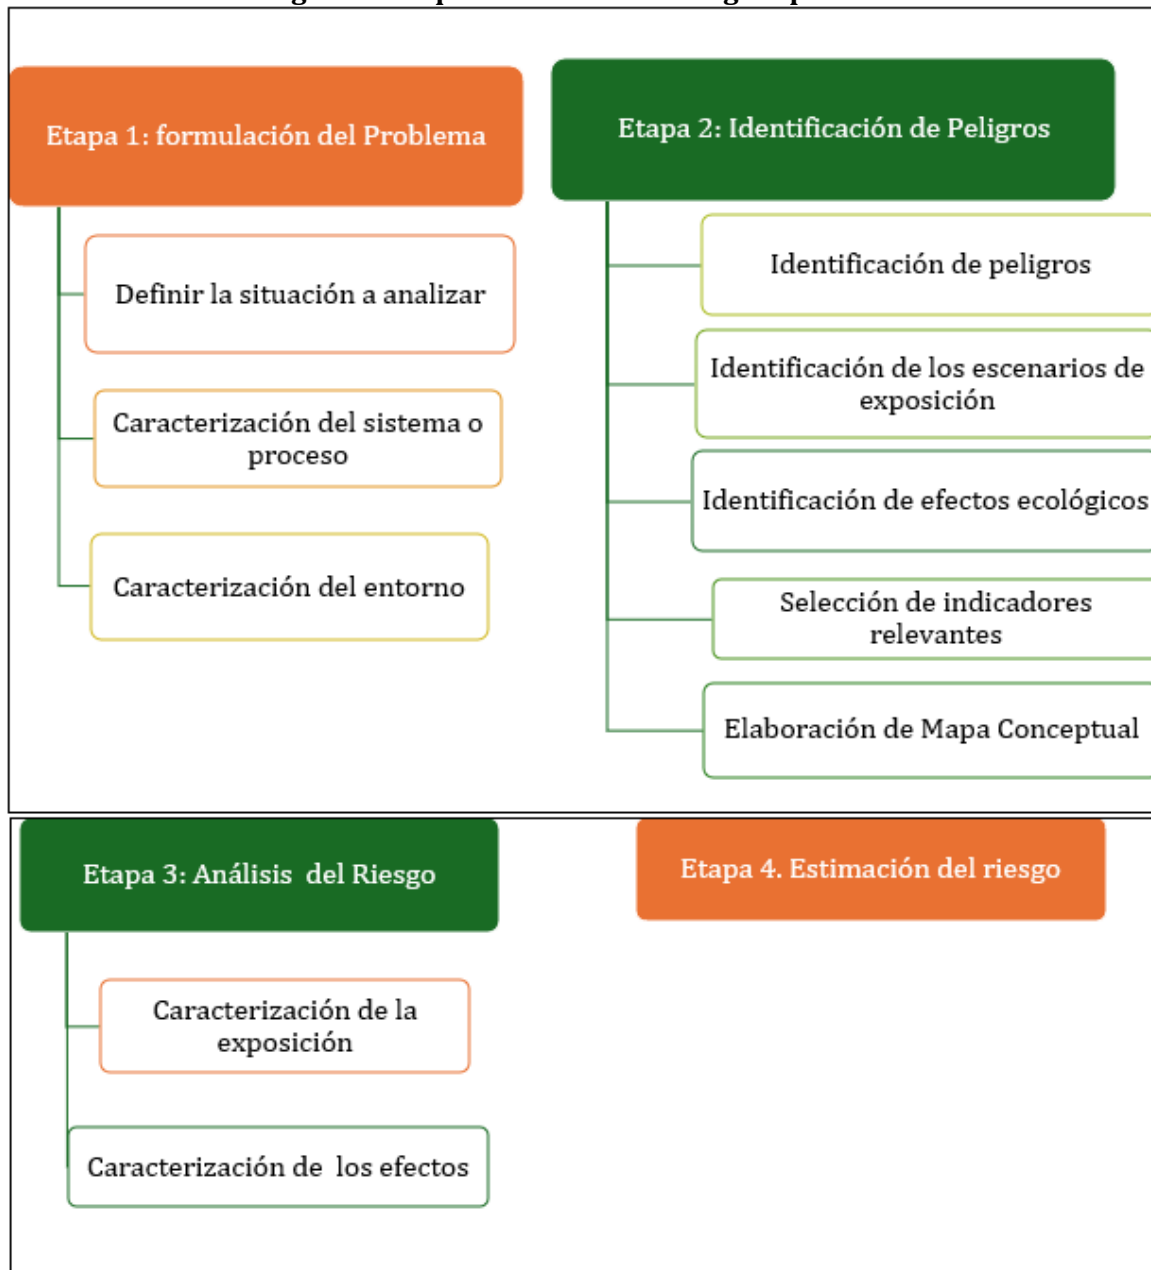 Etapa 1: formulación del Problema
Definir la situación a analizar
Caracterización del sistema o
proceso
Caracterización del entorno
Etapa 2: Identificación de Peligros
Identificación de peligros
Identificación de los escenarios de
exposición
Identificación de efectos ecológicos
Selección de indicadores
relevantes
Elaboración de Mapa Conceptual
Etapa 3: Análisis  del Riesgo
Caracterización de la
exposición
Caracterización de  los efectos
Etapa 4. Estimación del riesgo